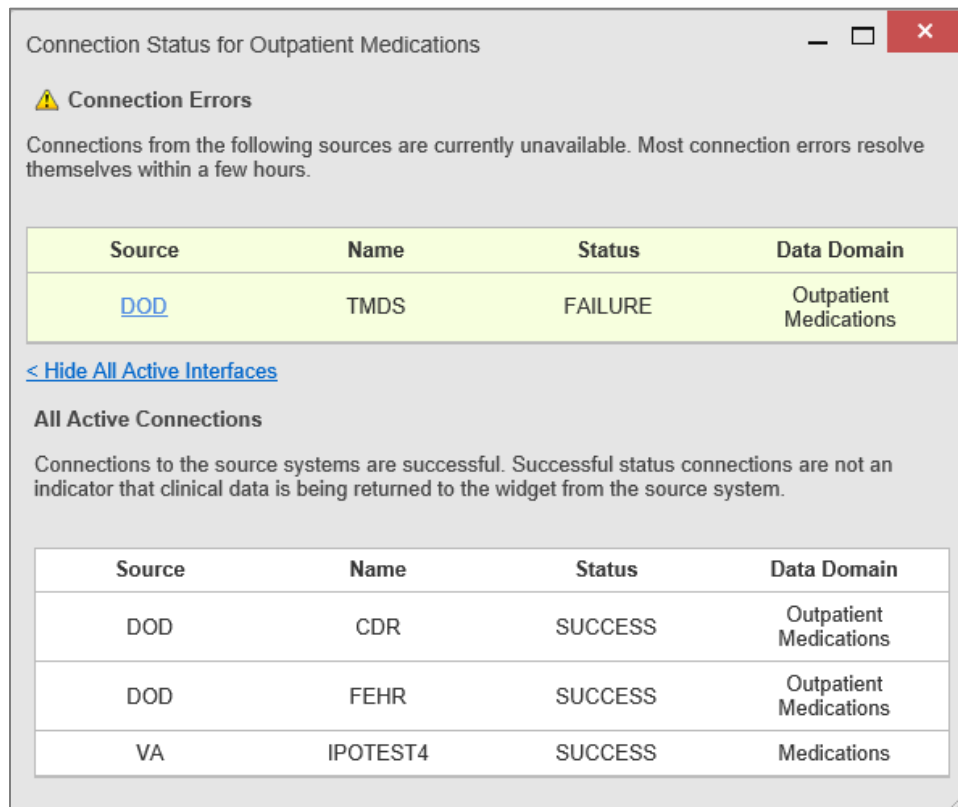 Connection Status for Outpatient Medications
Connection Errors
Connections from the following sources are currently unavailable. Most connection errors resolve
themselves within a few hours.
Source Name Status Data Domain
DOD TMDS FAILURE Outpatient
Medications
< Hide All Active Interfaces
All Active Connections
Connections to the source systems are successful. Successful status connections are not an
indicator that clinical data is being returned to the widget from the source system.
Source Name Status Data Domain
DOD CDR SUCCESS Outpatient
Medications
DOD FEHR SUCCESS Outpatient
Medications
VA IPOTEST4 SUCCESS Medications